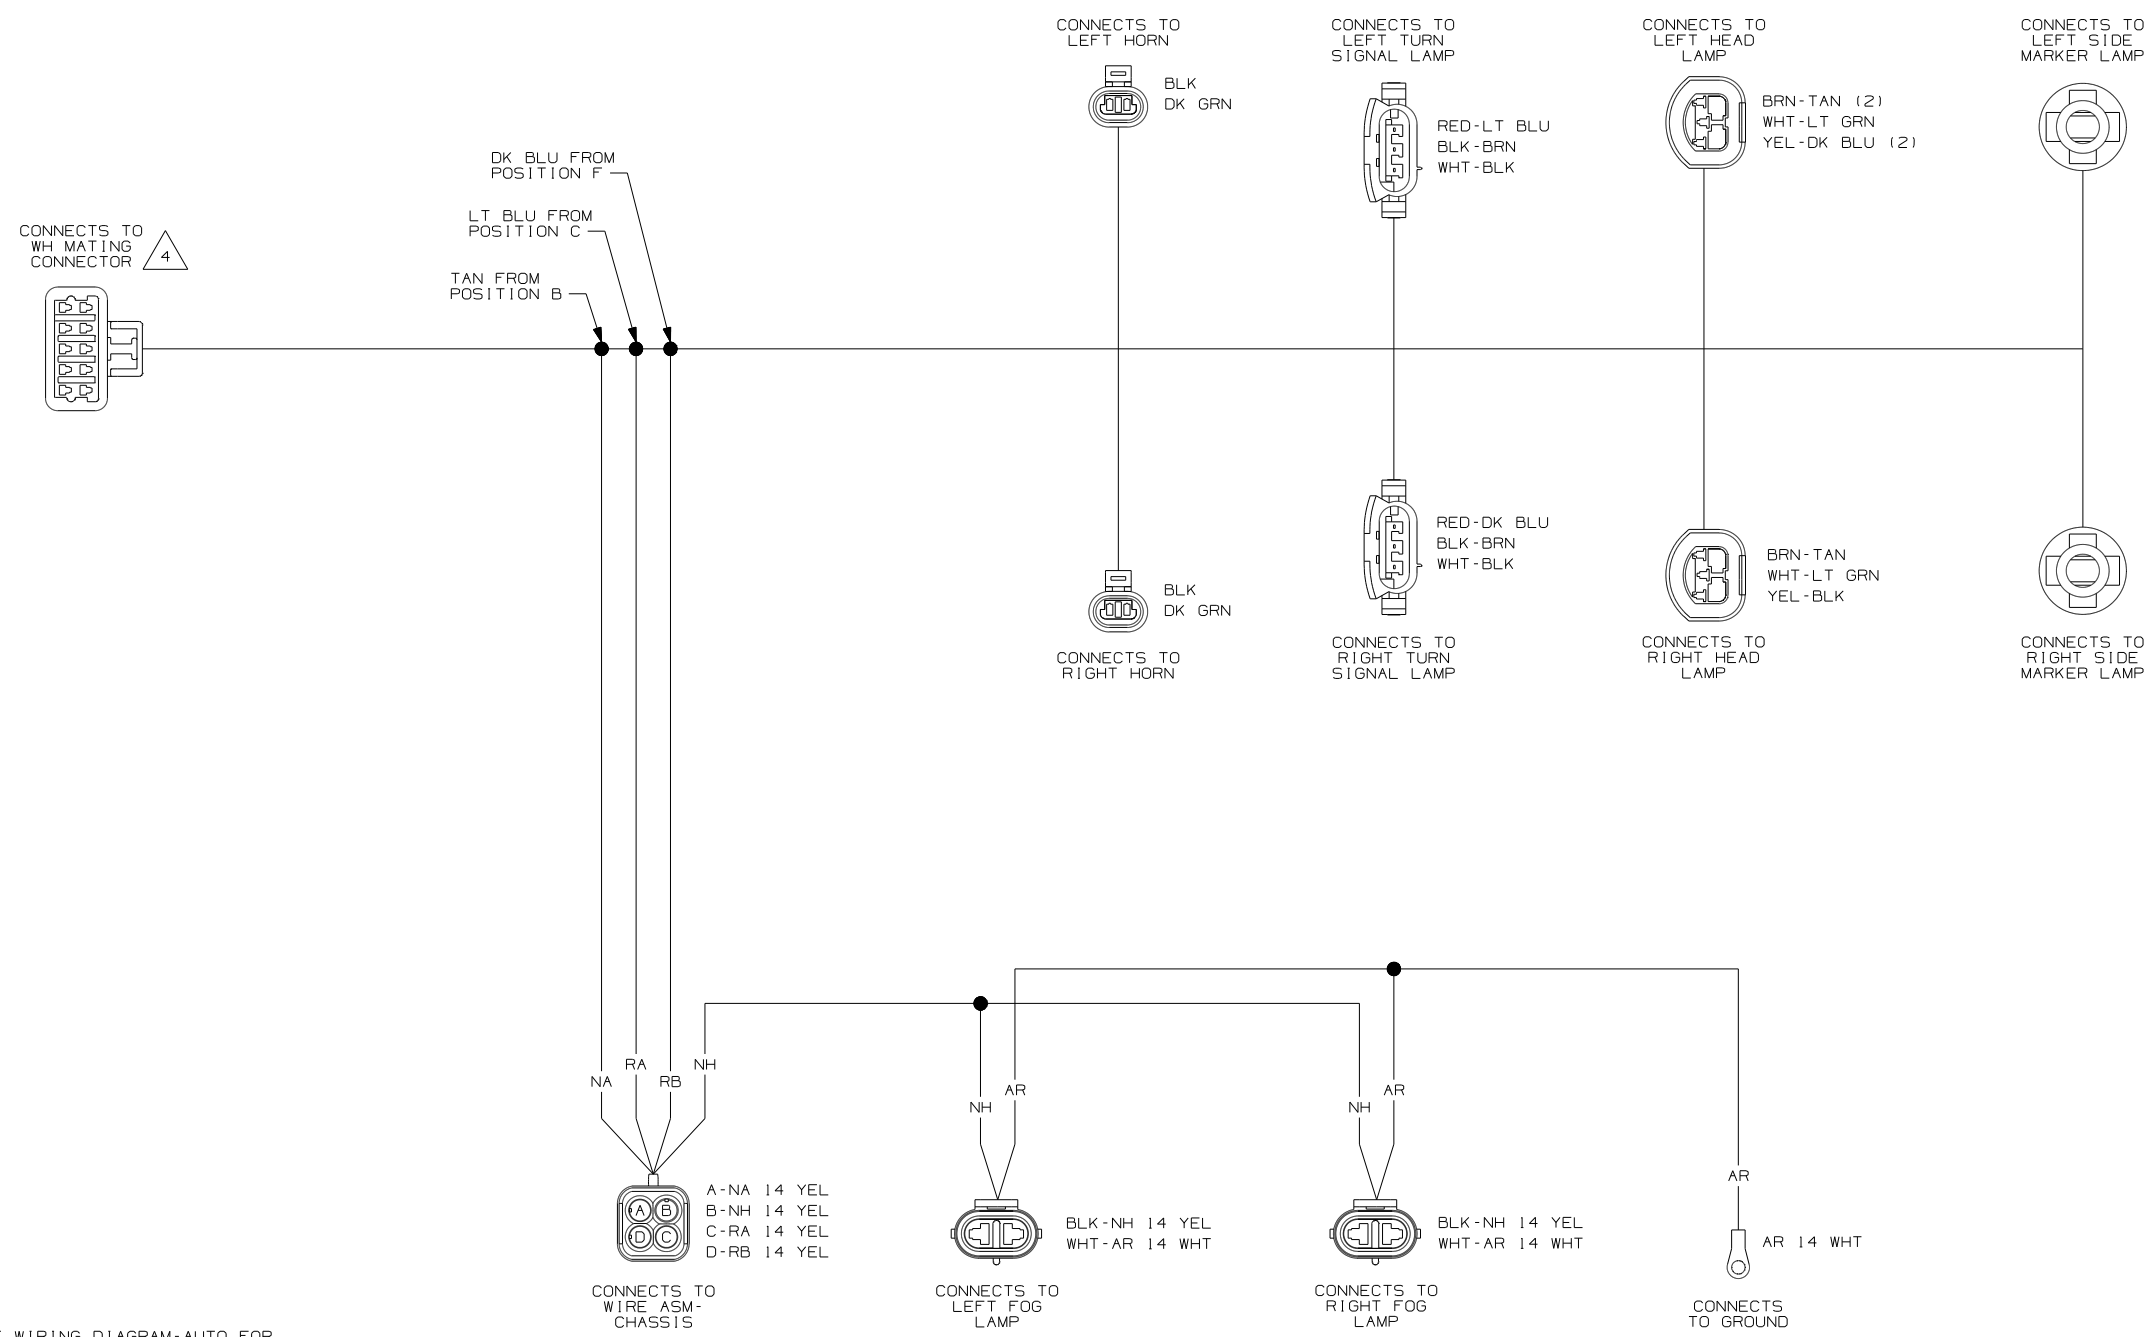 CONNECTS TO
LEFT HORN
BLK
DK GRN
CONNECTS TO
LEFT TURN
SIGNAL LAMP
RED-LT BLU
BLK-BRN
WHT-BLK
CONNECTS TO
LEFT HEAD
LAMP
BRN-TAN (2)
WHT-LT GRN
YEL-DK BLU (2)
CONNECTS TO
LEFT SIDE
MARKER LAMP
DK BLU FROM
POSITION F
LT BLU FROM
POSITION C
TAN FROM
POSITION B
CONNECTS TO
WH MATING
CONNECTOR
4
BLK
DK GRN
CONNECTS TO
RIGHT HORN
RED-DK BLU
BLK-BRN
WHT-BLK
CONNECTS TO
RIGHT TURN
SIGNAL LAMP
BRN-TAN
WHT-LT GRN
YEL-BLK
CONNECTS TO
RIGHT HEAD
LAMP
CONNECTS TO
RIGHT SIDE
MARKER LAMP
NA
RA
RB
NH
NH
AR
NH
AR
AR
A
B
D
C
A-NA 14 YEL
B-NH 14 YEL
C-RA 14 YEL
D-RB 14 YEL
CONNECTS TO
WIRE ASM-
CHASSIS
BLK-NH 14 YEL
WHT-AR 14 WHT
CONNECTS TO
LEFT FOG
LAMP
BLK-NH 14 YEL
WHT-AR 14 WHT
CONNECTS TO
RIGHT FOG
LAMP
AR 14 WHT
CONNECTS
TO GROUND
WIRING DIAGRAM-AUTO FOR